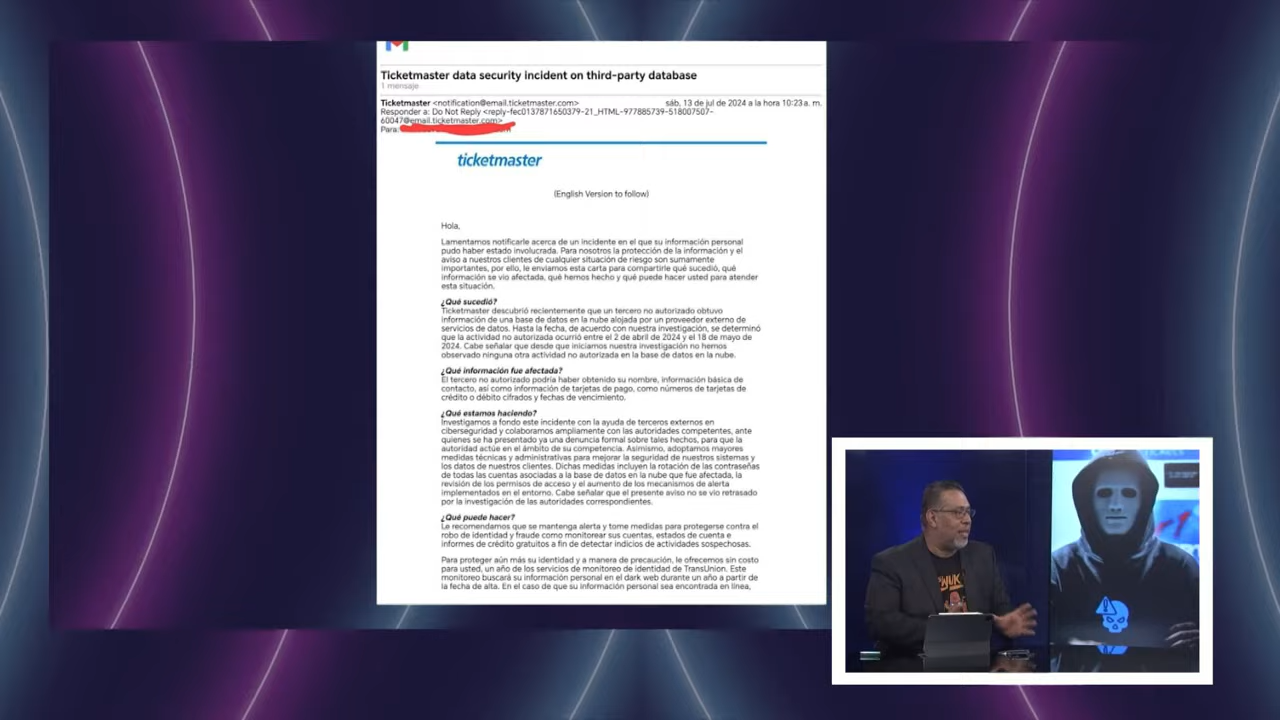 Ticketmaster data security incident on third-party database
1 mensaje
Ticketmaster <notification@email.ticketmaster.com> sáb, 13 de jul de 2024 a la hora 10:23 a. m.
Responder a: Do Not Reply <reply-fec0137871650379-21_HTML-977885739-518007507-
60047@email.ticketmaster.com>
Para:
ticketmaster
(English Version to follow)
Hola,
Lamentamos notificarle acerca de un incidente en el que su información personal
pudo haber estado involucrada. Para nosotros la protección de la información y el
aviso a nuestros clientes de cualquier situación de riesgo son sumamente
importantes, por ello, le enviamos esta carta para compartirle qué sucedió, qué
información se vio afectada, qué hemos hecho y qué puede hacer usted para atender
esta situación.
¿Qué sucedió?
Ticketmaster descubrió recientemente que un tercero no autorizado obtuvo
información de una base de datos en la nube alojada por un proveedor externo de
servicios de datos. Hasta la fecha, de acuerdo con nuestra investigación, se determinó
que la actividad no autorizada ocurrió entre el 2 de abril de 2024 y el 18 de mayo de
2024. Cabe señalar que desde que iniciamos nuestra investigación no hemos
observado ninguna otra actividad no autorizada en la base de datos en la nube.
¿Qué información fue afectada?
El tercero no autorizado podría haber obtenido su nombre, información básica de
contacto, así como información de tarjetas de pago, como números de tarjetas de
crédito o débito cifrados y fechas de vencimiento.
¿Qué estamos haciendo?
Investigamos a fondo este incidente con la ayuda de terceros externos en
ciberseguridad y colaboramos ampliamente con las autoridades competentes, ante
quienes se ha presentado ya una denuncia formal sobre tales hechos, para que la
autoridad actúe en el ámbito de su competencia. Asimismo, adoptamos mayores
medidas técnicas y administrativas para mejorar la seguridad de nuestros sistemas y
los datos de nuestros clientes. Dichas medidas incluyen la rotación de las contraseñas
de todas las cuentas asociadas a la base de datos en la nube que fue afectada, la
revisión de los permisos de acceso y el aumento de los mecanismos de alerta
implementados en el entorno. Cabe señalar que el presente aviso no se vio retrasado
por la investigación de las autoridades correspondientes.
¿Qué puede hacer?
Le recomendamos que se mantenga alerta y tome medidas para protegerse contra el
robo de identidad y fraude como monitorear sus cuentas, estados de cuenta e
informes de crédito gratuitos a fin de detectar indicios de actividades sospechosas.
Para proteger aún más su identidad y a manera de precaución, le ofrecemos sin costo
para usted, un año de los servicios de monitoreo de identidad de TransUnion. Este
monitoreo buscará su información personal en el dark web durante un año a partir de
la fecha de alta. En el caso de que su información personal sea encontrada en línea,